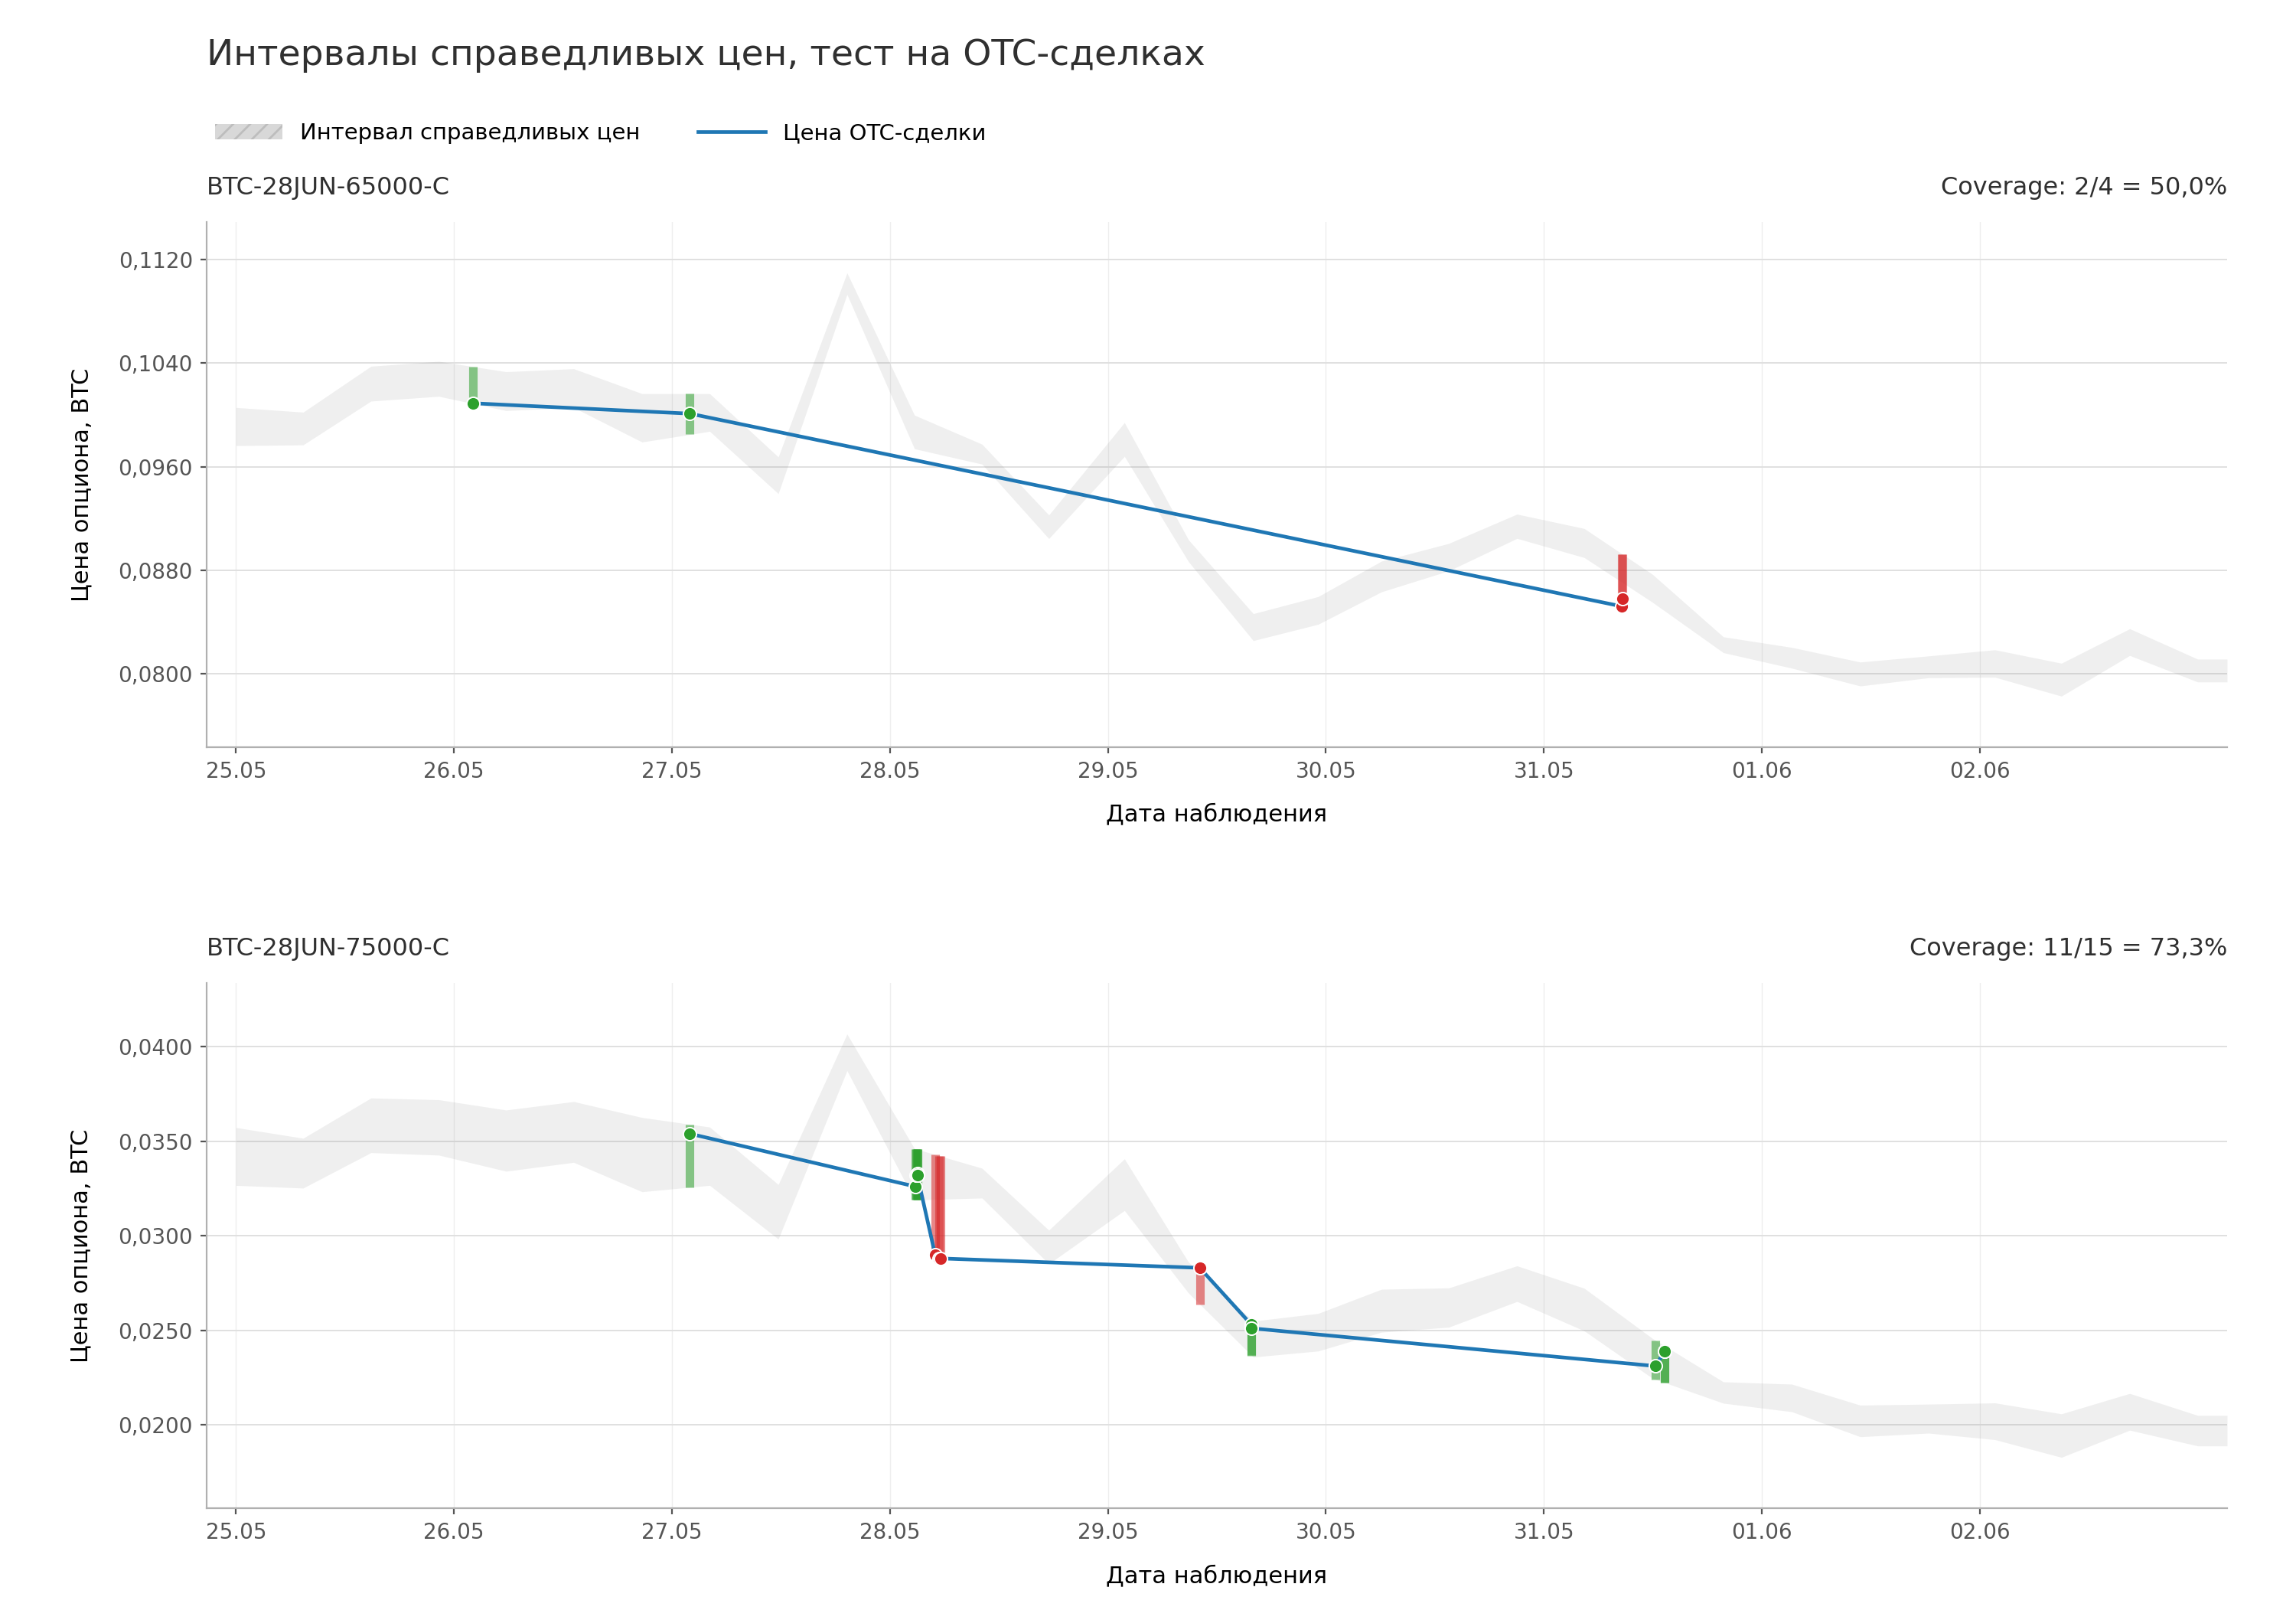 Интервалы справедливых цен, тест на ОТС-сделках
Интервал справедливых цен
Цена ОТС-сделки
BTC-28JUN-65000-C
Coverage: 2/4 = 50,0%
Цена опциона, BTC
0,1120
0,1040
0,0960
0,0880
0,0800
25.05 26.05 27.05 28.05 29.05 30.05 31.05 01.06 02.06
Дата наблюдения
BTC-28JUN-75000-C
Coverage: 11/15 = 73,3%
Цена опциона, BTC
0,0400
0,0350
0,0300
0,0250
0,0200
25.05 26.05 27.05 28.05 29.05 30.05 31.05 01.06 02.06
Дата наблюдения